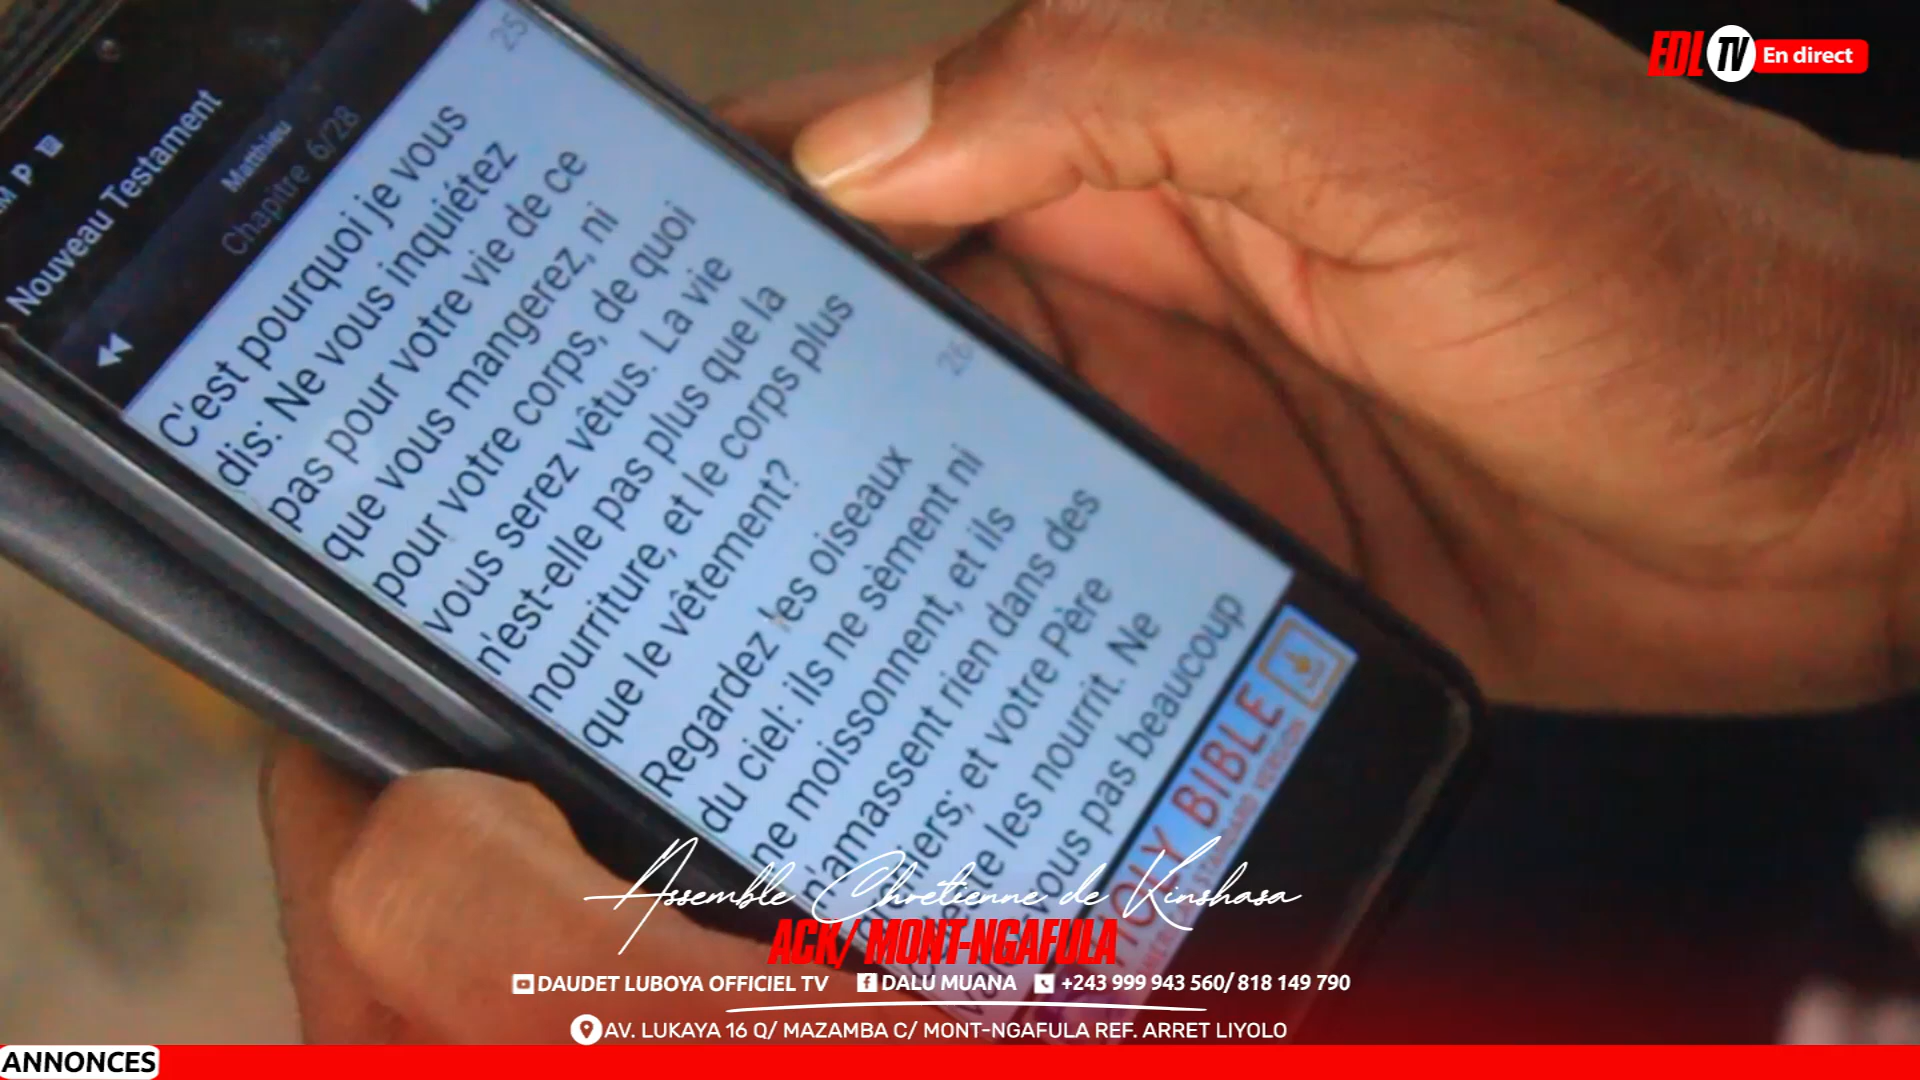 EDL TV En direct
P
Nouveau Testament
Matthieu
Chapitre 6/28
25
C'est pourquoi je vous
dis: Ne vous inquiétez
pas pour votre vie de ce
que vous mangerez, ni
pour votre corps, de quoi
vous serez vêtus. La vie
n'est-elle pas plus que la
nourriture, et le corps plus
que le vêtement?
26
Regardez les oiseaux
du ciel: ils ne sèment ni
ne moissonnent, et ils
n'amassent rien dans des
et votre Père
les nourrit. Ne
-vous pas beaucoup
HOLY BIBLE
STANDARD VERSION
Assemble Chretienne de Kinshasa
ACK/ MONT-NGAFULA
DAUDET LUBOYA OFFICIEL TV DALU MUANA +243 999 943 560/ 818 149 790
AV. LUKAYA 16 Q/ MAZAMBA C/ MONT-NGAFULA REF. ARRET LIYOLO
ANNONCES